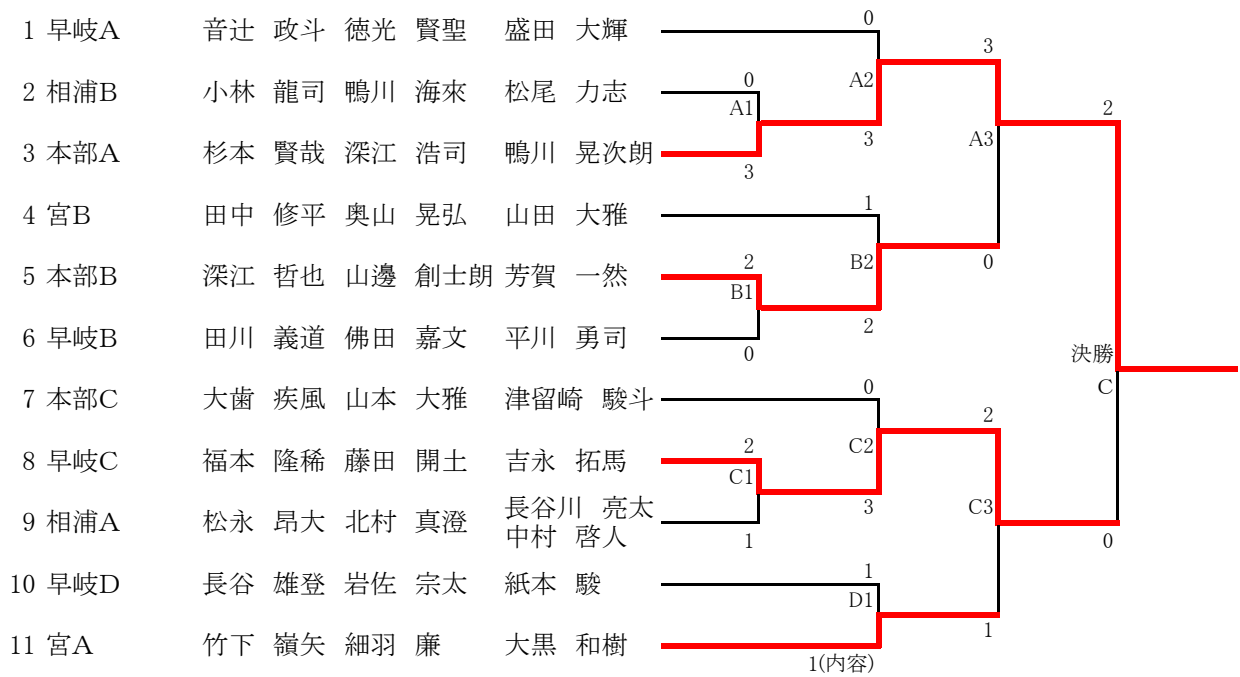 0
1 早岐A 音辻 政斗 徳光 賢聖 盛田 大輝
3
2 相浦B 小林 龍司 鴨川 海來 松尾 力志
0
A2
A1
2
3 本部A 杉本 賢哉 深江 浩司 鴨川 晃次朗
3
A3
3
4 宮B 田中 修平 奥山 晃弘 山田 大雅
1
5 本部B 深江 哲也 山邊 創士朗 芳賀 一然
2
B2
0
B1
2
6 早岐B 田川 義道 佛田 嘉文 平川 勇司
0
決勝
C
7 本部C 大歯 疾風 山本 大雅 津留崎 駿斗
0
2
8 早岐C 福本 隆稀 藤田 開土 吉永 拓馬
2
C2
C1
3
C3
9 相浦A 松永 昂大 北村 真澄 長谷川 亮太
中村 啓人
1
0
10 早岐D 長谷 雄登 岩佐 宗太 紙本 駿
1
D1
1
11 宮A 竹下 嶺矢 細羽 廉 大黒 和樹
1(内容)